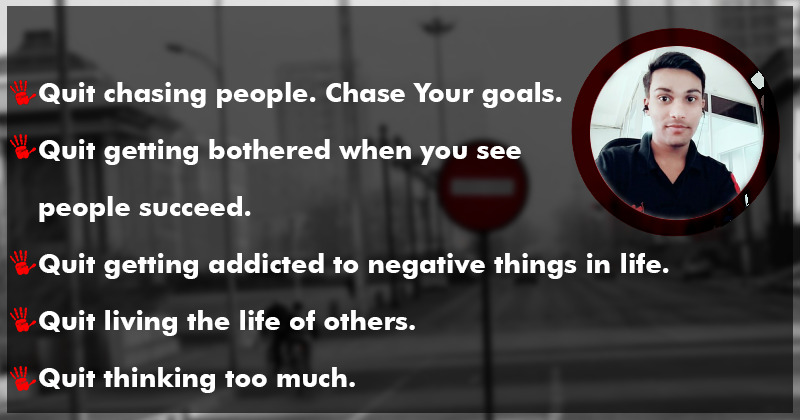 Quit chasing people. Chase Your goals.
Quit getting bothered when you see
people succeed.
Quit getting addicted to negative things in life.
Quit living the life of others.
Quit thinking too much.